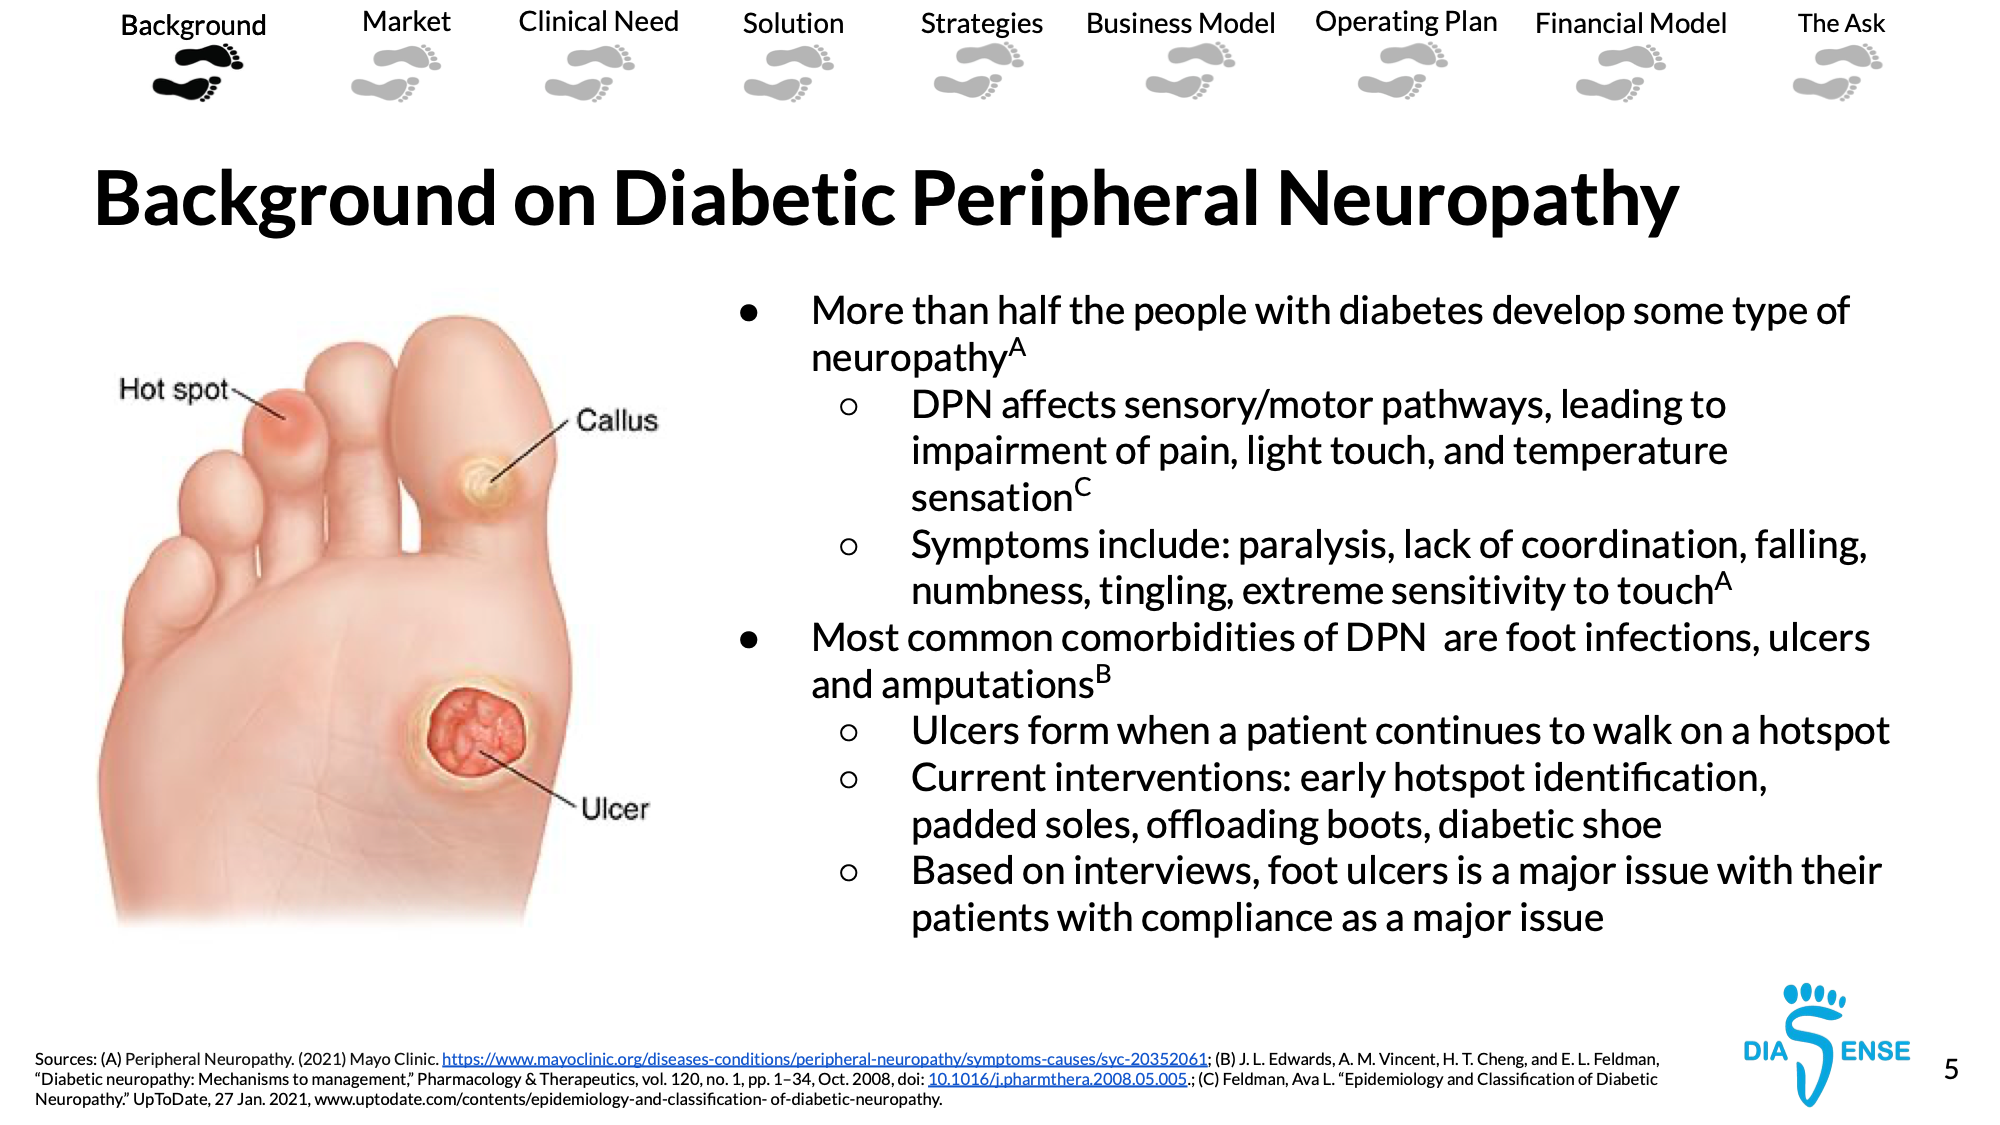 Background Market Clinical Need Solution Strategies Business Model Operating Plan Financial Model The Ask
Background on Diabetic Peripheral Neuropathy
Hot spot
Callus
Ulcer
● More than half the people with diabetes develop some type of
neuropathyA
○ DPN affects sensory/motor pathways, leading to
impairment of pain, light touch, and temperature
sensationC
○ Symptoms include: paralysis, lack of coordination, falling,
numbness, tingling, extreme sensitivity to touchA
● Most common comorbidities of DPN  are foot infections, ulcers
and amputationsB
○ Ulcers form when a patient continues to walk on a hotspot
○ Current interventions: early hotspot identification,
padded soles, offloading boots, diabetic shoe
○ Based on interviews, foot ulcers is a major issue with their
patients with compliance as a major issue
Sources: (A) Peripheral Neuropathy. (2021) Mayo Clinic. https://www.mayoclinic.org/diseases-conditions/peripheral-neuropathy/symptoms-causes/syc-20352061; (B) J. L. Edwards, A. M. Vincent, H. T. Cheng, and E. L. Feldman,
“Diabetic neuropathy: Mechanisms to management,” Pharmacology & Therapeutics, vol. 120, no. 1, pp. 1–34, Oct. 2008, doi: 10.1016/j.pharmthera.2008.05.005.; (C) Feldman, Ava L. “Epidemiology and Classification of Diabetic
Neuropathy.” UpToDate, 27 Jan. 2021, www.uptodate.com/contents/epidemiology-and-classification- of-diabetic-neuropathy.
DIA SENSE
5